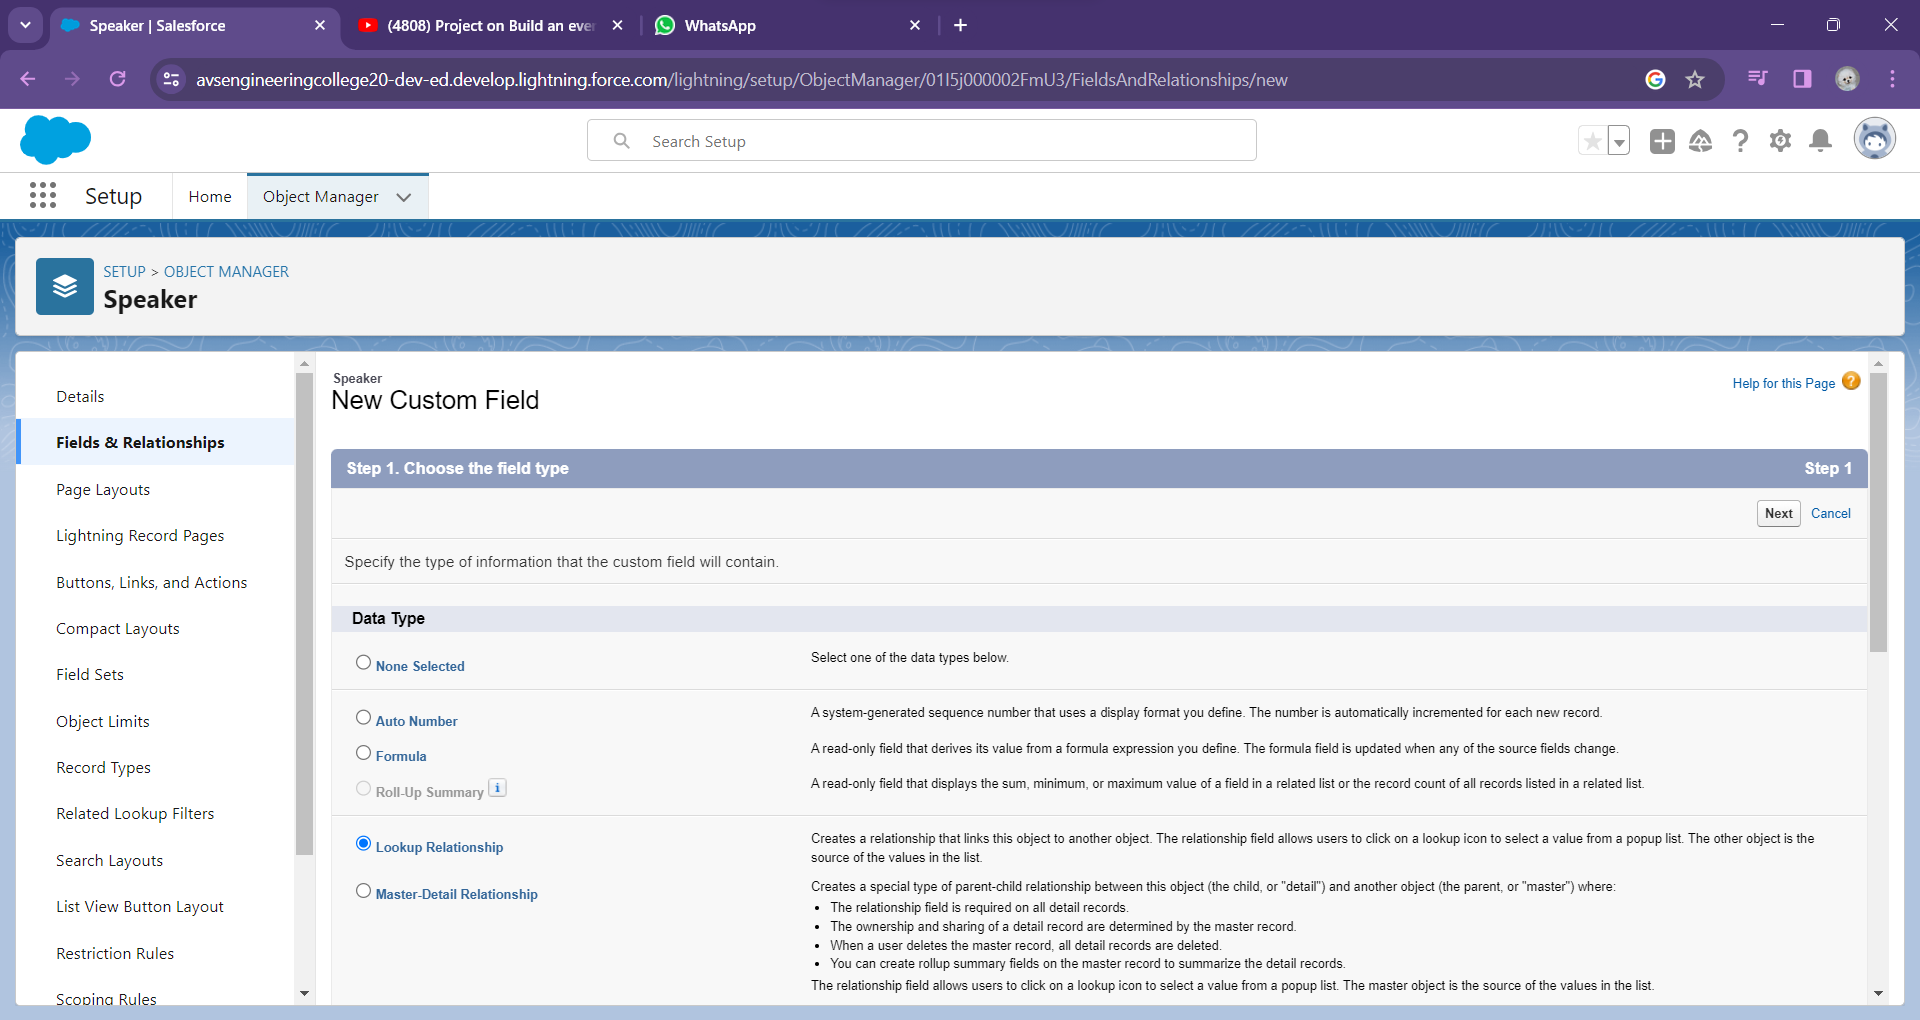 Speaker | Salesforce
(4808) Project on Build an eve
WhatsApp
avsengineeringcollege20-dev-ed.develop.lightning.force.com/lightning/setup/ObjectManager/01I5j000002FmU3/FieldsAndRelationships/new
Search Setup
Setup
Home
Object Manager
SETUP > OBJECT MANAGER
Speaker
Details
Fields & Relationships
Page Layouts
Lightning Record Pages
Buttons, Links, and Actions
Compact Layouts
Field Sets
Object Limits
Record Types
Related Lookup Filters
Search Layouts
List View Button Layout
Restriction Rules
Scoping Rules
Speaker
New Custom Field
Help for this Page ?
Step 1. Choose the field type Step 1
Next Cancel
Specify the type of information that the custom field will contain.
Data Type
None Selected Select one of the data types below.
Auto Number A system-generated sequence number that uses a display format you define. The number is automatically incremented for each new record.
Formula A read-only field that derives its value from a formula expression you define. The formula field is updated when any of the source fields change.
Roll-Up Summary i A read-only field that displays the sum, minimum, or maximum value of a field in a related list or the record count of all records listed in a related list.
Lookup Relationship Creates a relationship that links this object to another object. The relationship field allows users to click on a lookup icon to select a value from a popup list. The other object is the
source of the values in the list.
Master-Detail Relationship Creates a special type of parent-child relationship between this object (the child, or "detail") and another object (the parent, or "master") where:
• The relationship field is required on all detail records.
• The ownership and sharing of a detail record are determined by the master record.
• When a user deletes the master record, all detail records are deleted.
• You can create rollup summary fields on the master record to summarize the detail records.
The relationship field allows users to click on a lookup icon to select a value from a popup list. The master object is the source of the values in the list.